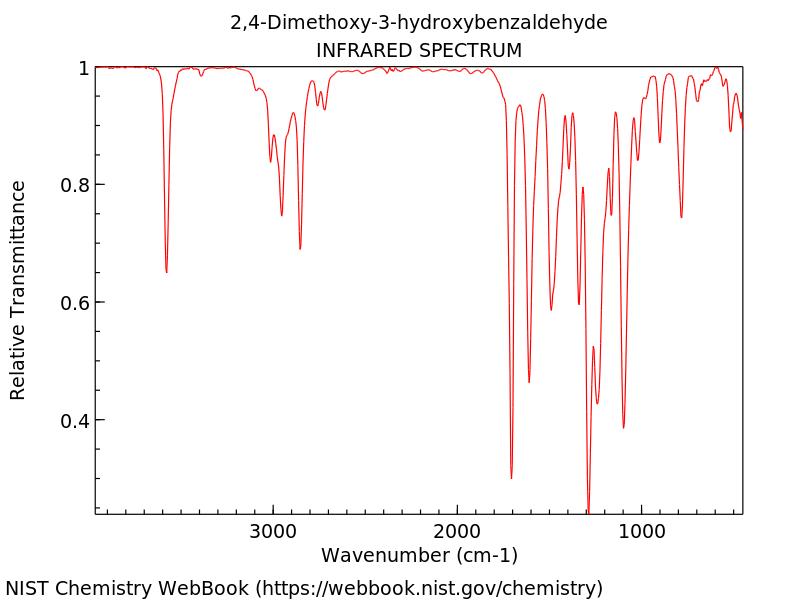 2,4-Dimethoxy-3-hydroxybenzaldehyde
INFRARED SPECTRUM
1
0.8
0.6
0.4
Relative Transmittance
3000 2000 1000
Wavenumber (cm-1)
NIST Chemistry WebBook (https://webbook.nist.gov/chemistry)